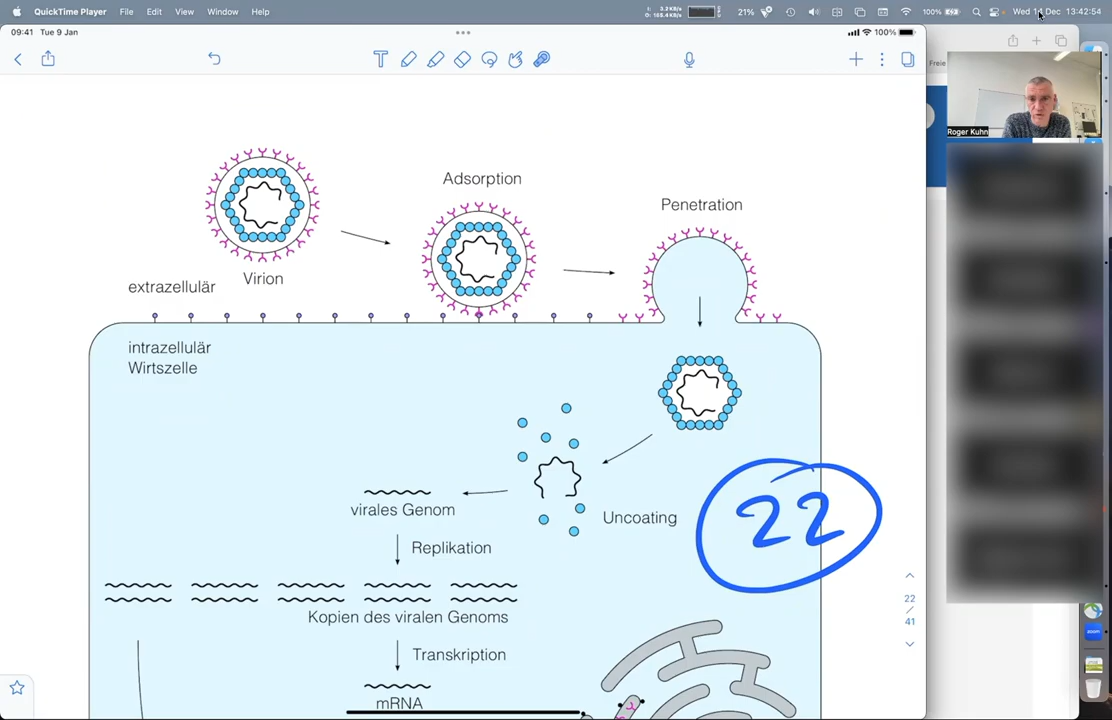 QuickTime Player File Edit View Window Help
21% 100% Wed 14 Dec 13:42:54
09:41 Tue 9 Jan
100%
Freie
Roger Kuhn
Adsorption
Penetration
Virion
extrazellulär
intrazellulär
Wirtszelle
virales Genom
Uncoating
22
Replikation
Kopien des viralen Genoms
22
/
41
Transkription
mRNA
zoom